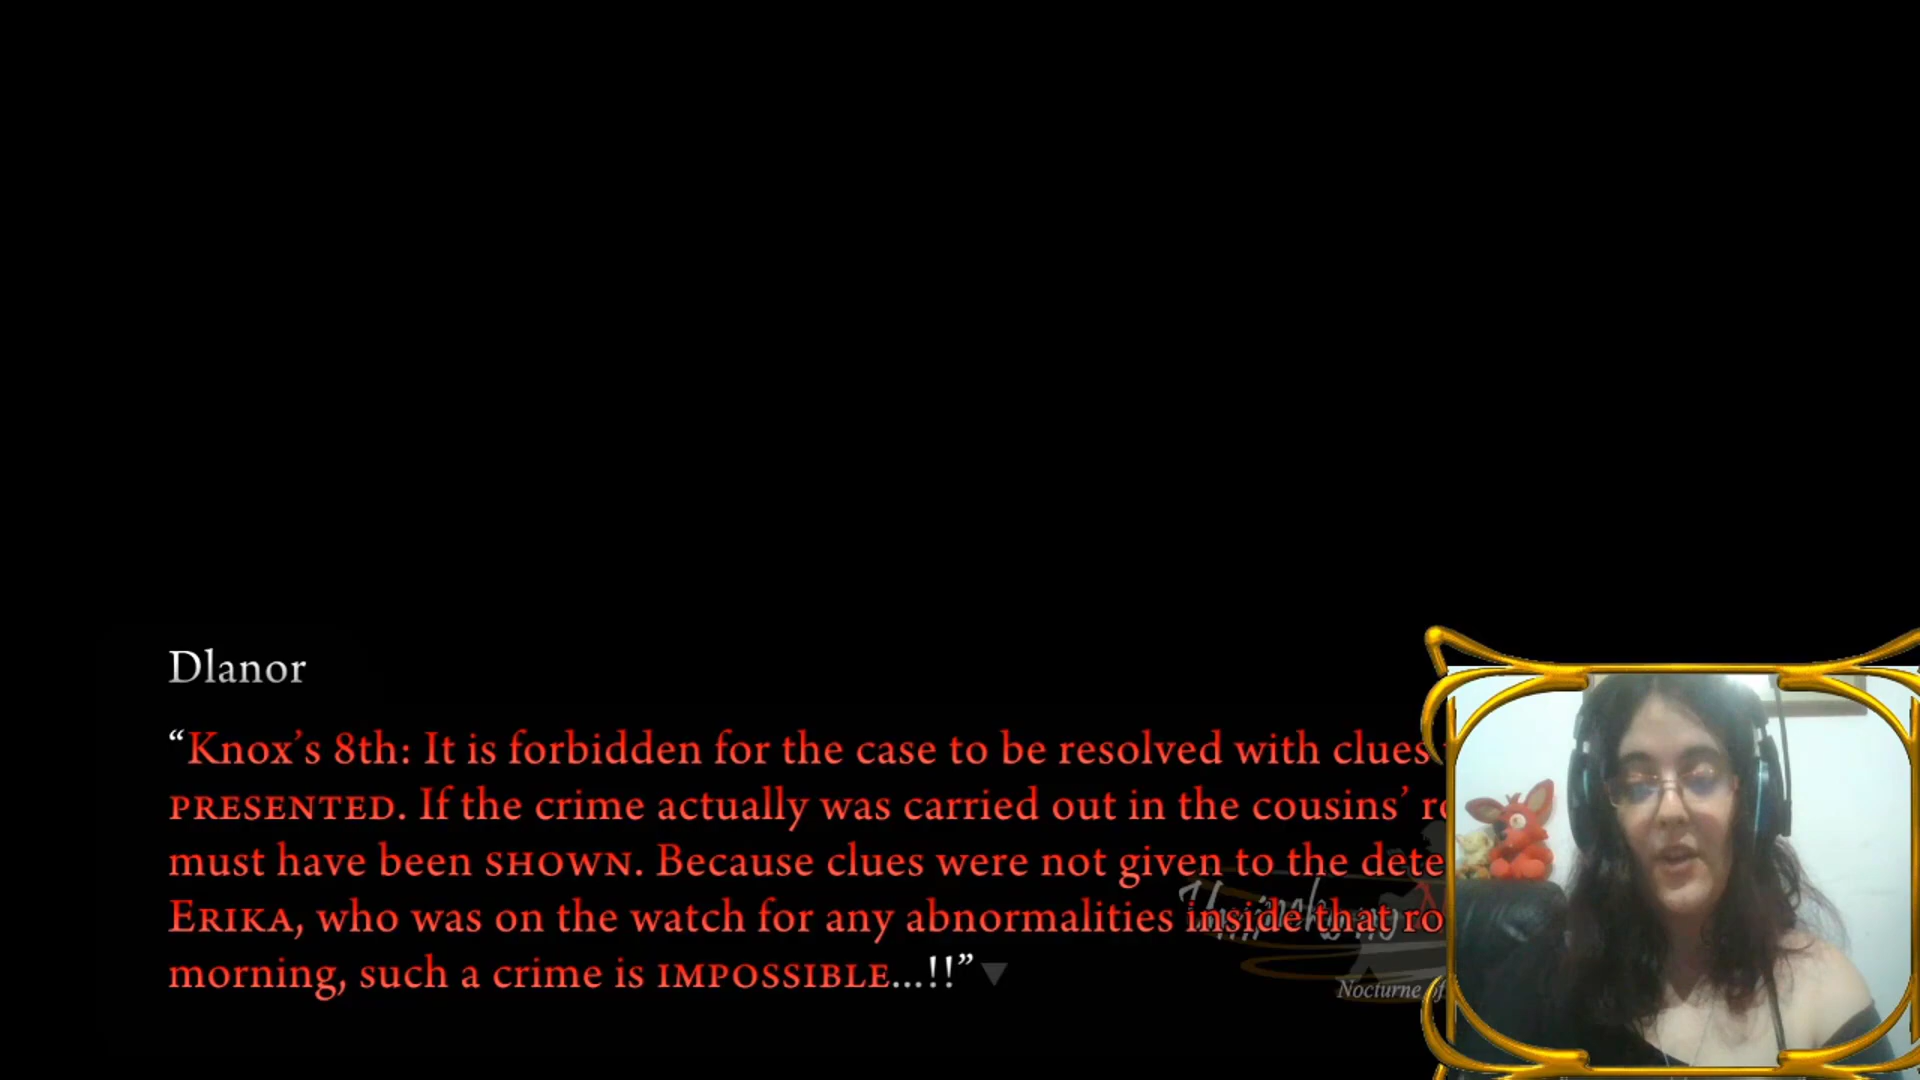 Dlanor
“Knox’s 8th: It is forbidden for the case to be resolved with clues
PRESENTED. If the crime actually was carried out in the cousins’
must have been SHOWN. Because clues were not given to the
ERIKA, who was on the watch for any abnormalities inside that
morning, such a crime is IMPOSSIBLE...!!”
Nocturne of